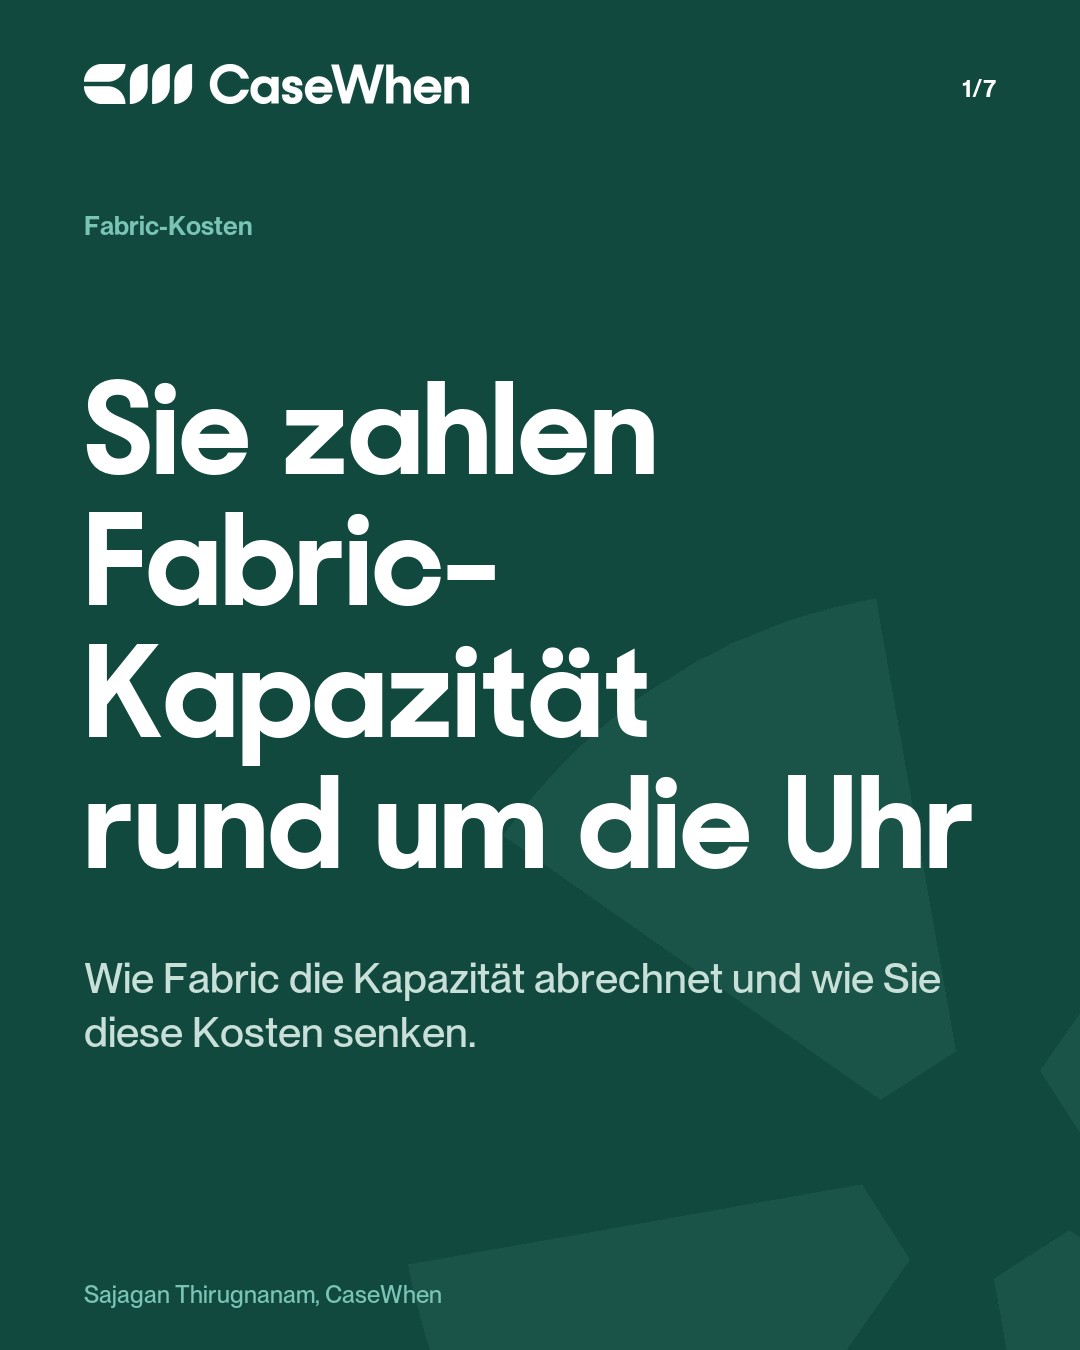 CaseWhen
1/7
Fabric-Kosten
Sie zahlen
Fabric-
Kapazität
rund um die Uhr
Wie Fabric die Kapazität abrechnet und wie Sie
diese Kosten senken.
Sajagan Thirugnanam, CaseWhen